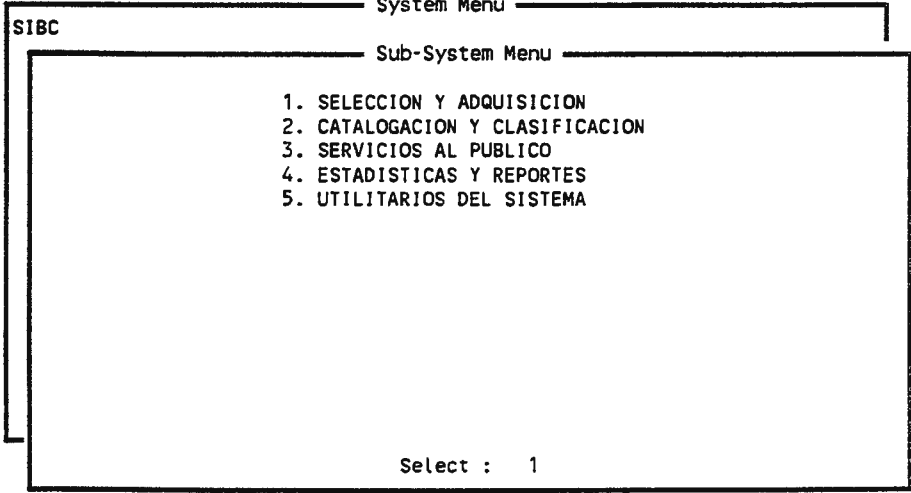 System Menu
SIBC
Sub-System Menu
1. SELECCION Y ADQUISICION
2. CATALOGACION Y CLASIFICACION
3. SERVICIOS AL PUBLICO
4. ESTADISTICAS Y REPORTES
5. UTILITARIOS DEL SISTEMA
Select : 1